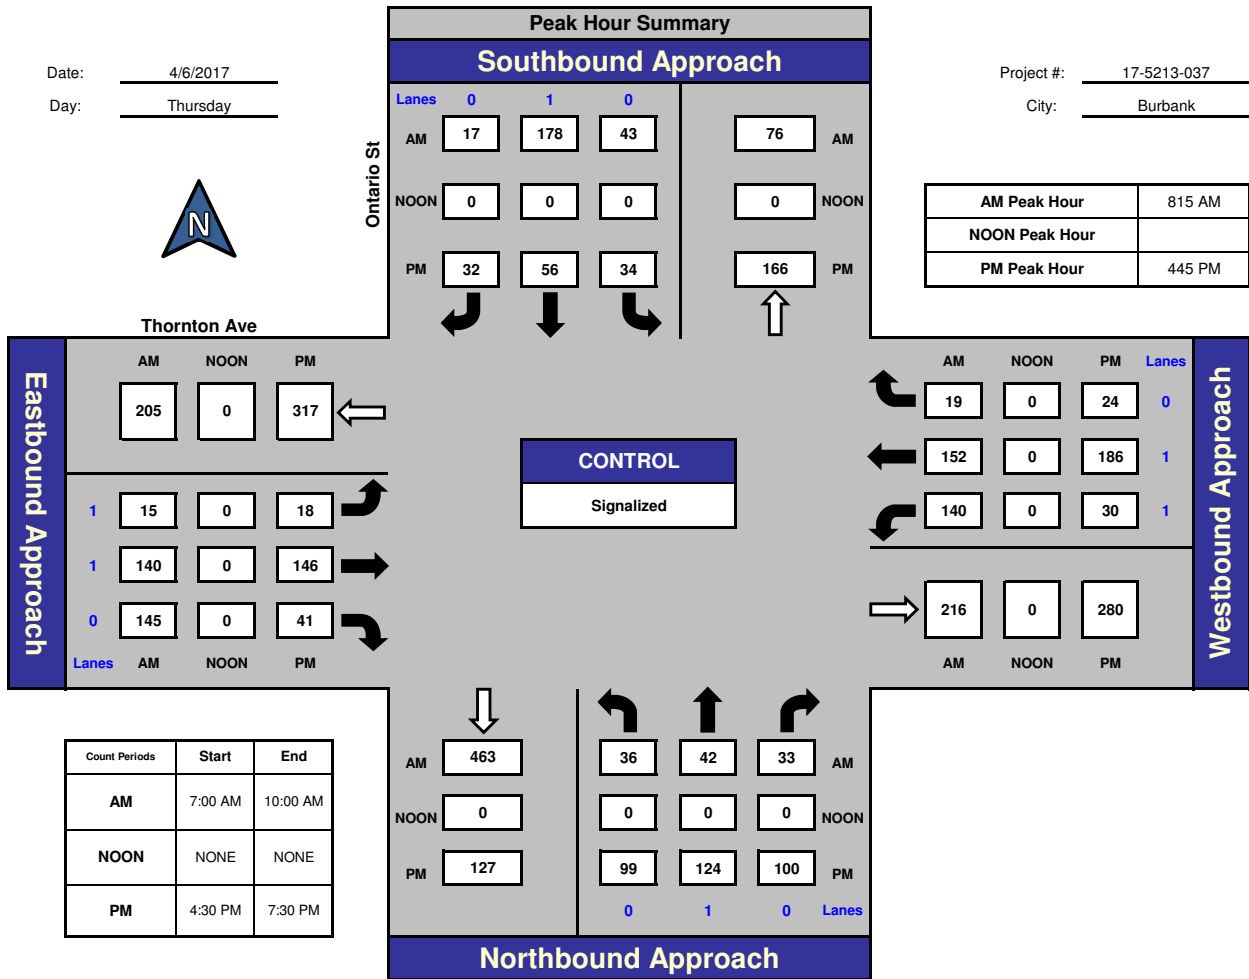 Peak Hour Summary
Southbound Approach
Date: 4/6/2017
Project #: 17-5213-037
Day: Thursday
City: Burbank
Lanes 0 1 0
AM 17 178 43 76 AM
Ontario St
NOON 0 0 0 0 NOON
PM 32 56 34 166 PM
N
AM Peak Hour 815 AM
NOON Peak Hour
PM Peak Hour 445 PM
Thornton Ave
Eastbound Approach
AM NOON PM
205 0 317
1 15 0 18
1 140 0 146
0 145 0 41
Lanes AM NOON PM
CONTROL
Signalized
AM NOON PM Lanes
19 0 24 0
152 0 186 1
140 0 30 1
216 0 280
AM NOON PM
Westbound Approach
Count Periods Start End
AM 7:00 AM 10:00 AM
NOON NONE NONE
PM 4:30 PM 7:30 PM
AM 463 36 42 33 AM
NOON 0 0 0 0 NOON
PM 127 99 124 100 PM
0 1 0 Lanes
Northbound Approach